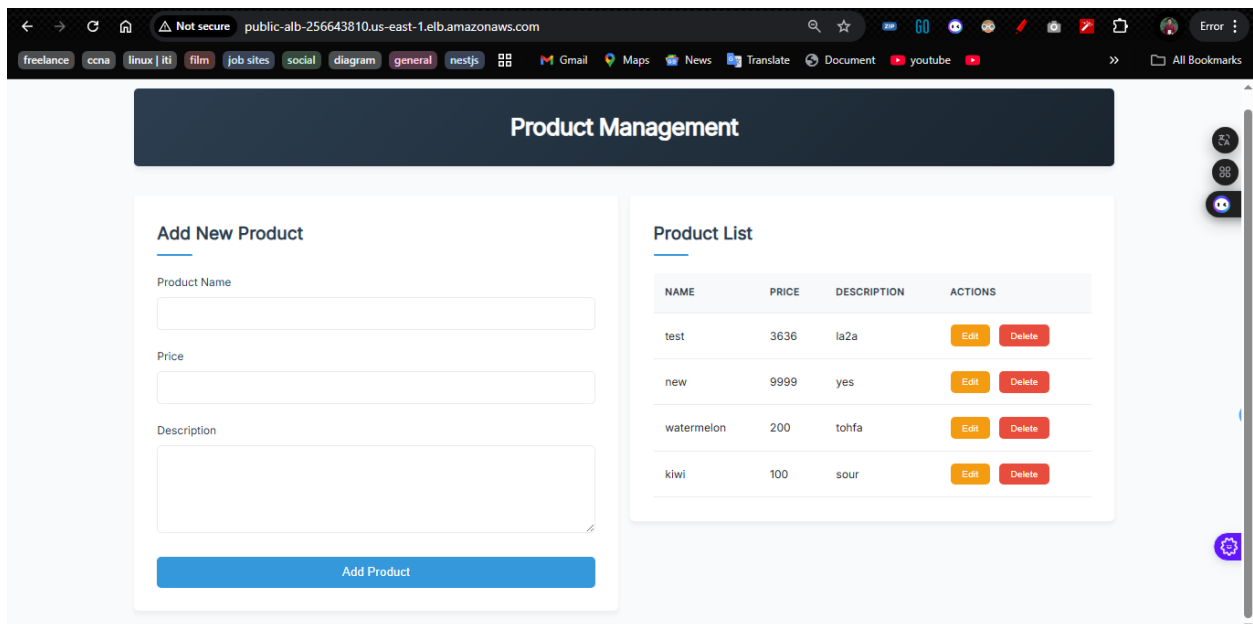 Not secure public-alb-256643810.us-east-1.elb.amazonaws.com
ZIP
GO
Error
freelance ccna linux | iti film job sites social diagram general nestjs Gmail Maps News Translate Document youtube » All Bookmarks
Product Management
Add New Product
Product Name
Price
Description
Add Product
Product List
NAME PRICE DESCRIPTION ACTIONS
test 3636 la2a Edit Delete
new 9999 yes Edit Delete
watermelon 200 tohfa Edit Delete
kiwi 100 sour Edit Delete